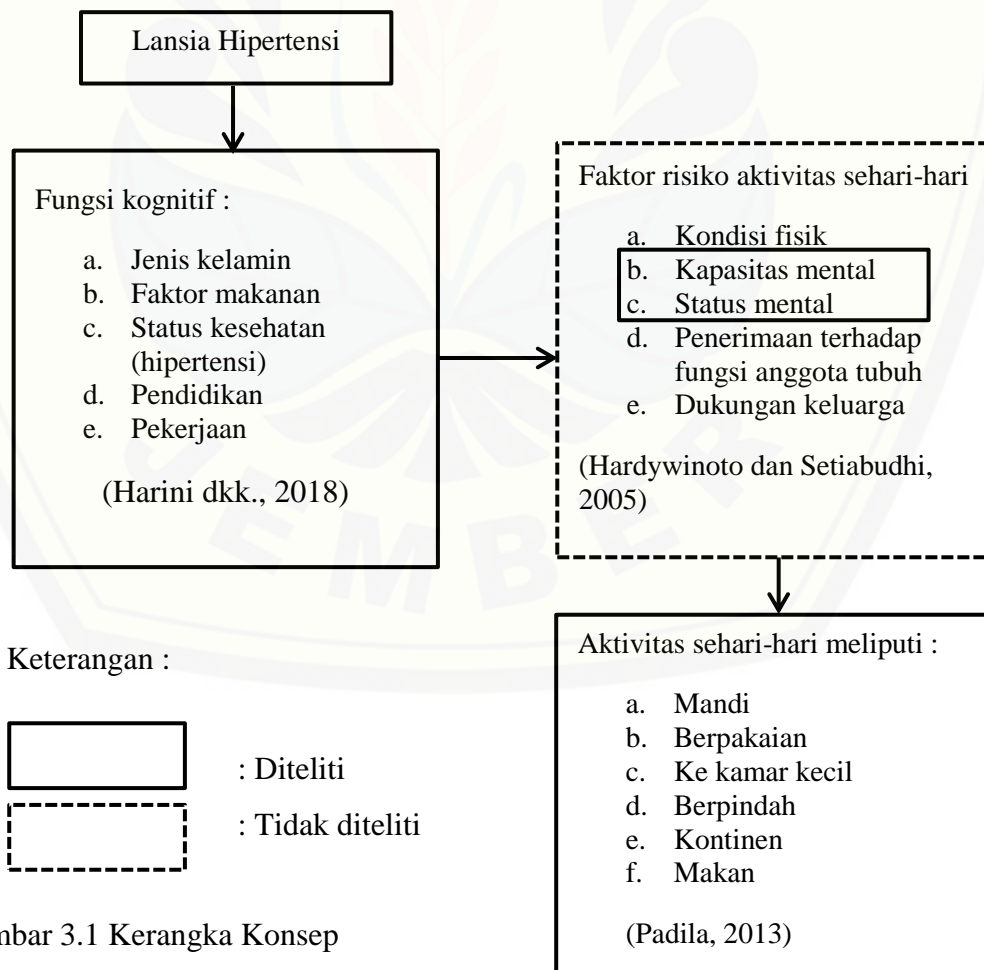 Lansia Hipertensi
Fungsi kognitif :
a. Jenis kelamin
b. Faktor makanan
c. Status kesehatan
(hipertensi)
d. Pendidikan
e. Pekerjaan
(Harini dkk., 2018)
Faktor risiko aktivitas sehari-hari
a. Kondisi fisik
b. Kapasitas mental
c. Status mental
d. Penerimaan terhadap
fungsi anggota tubuh
e. Dukungan keluarga
(Hardywinoto dan Setiabudhi,
2005)
Aktivitas sehari-hari meliputi :
a. Mandi
b. Berpakaian
c. Ke kamar kecil
d. Berpindah
e. Kontinen
f. Makan
(Padila, 2013)
Keterangan :
: Diteliti
: Tidak diteliti
mbar 3.1 Kerangka Konsep
JEMBER